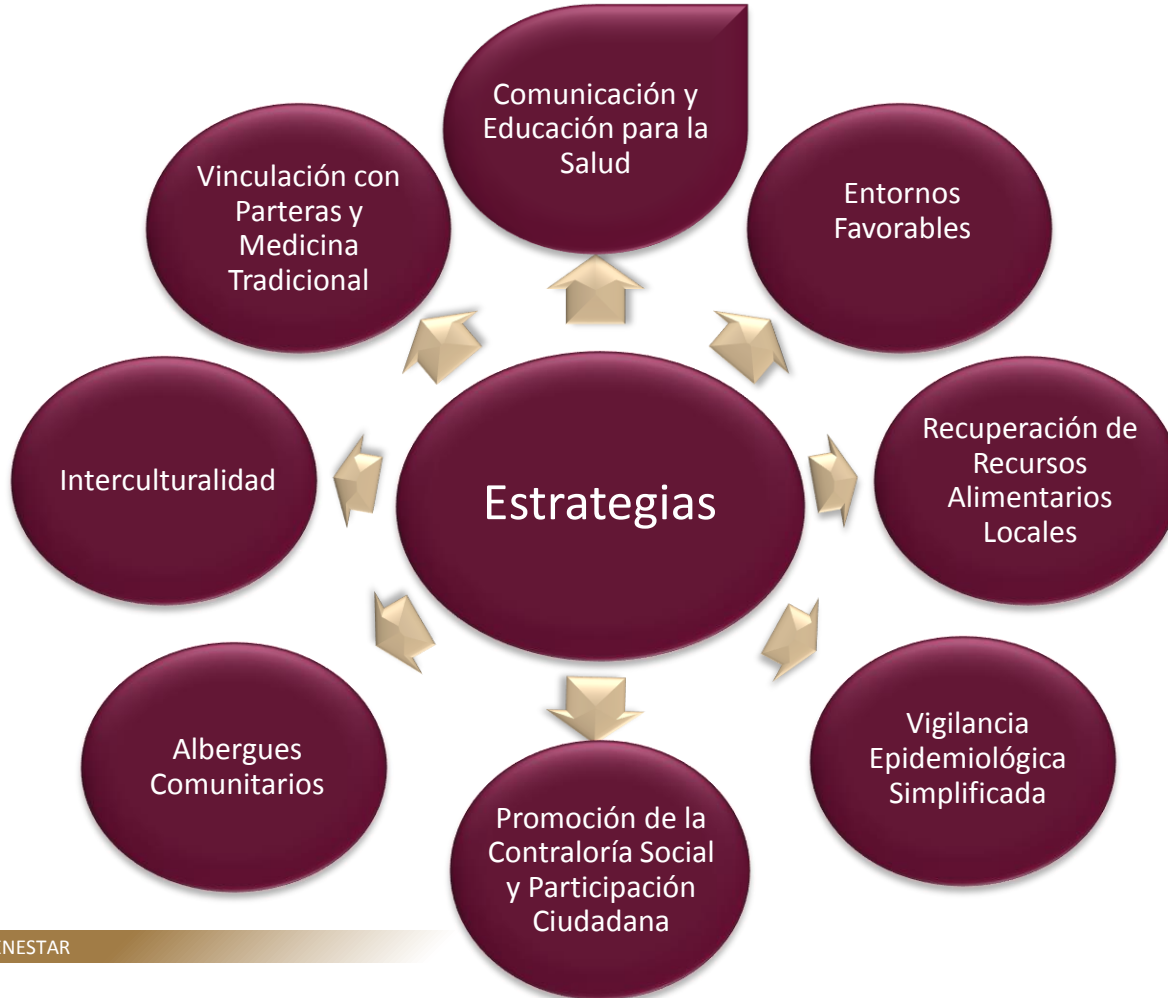 Comunicación y
Educación para la
Salud
Vinculación con
Parteras y
Medicina
Tradicional
Entornos
Favorables
Interculturalidad
Estrategias
Recuperación de
Recursos
Alimentarios
Locales
Albergues
Comunitarios
Vigilancia
Epidemiológica
Simplificada
Promoción de la
Contraloría Social
y Participación
Ciudadana